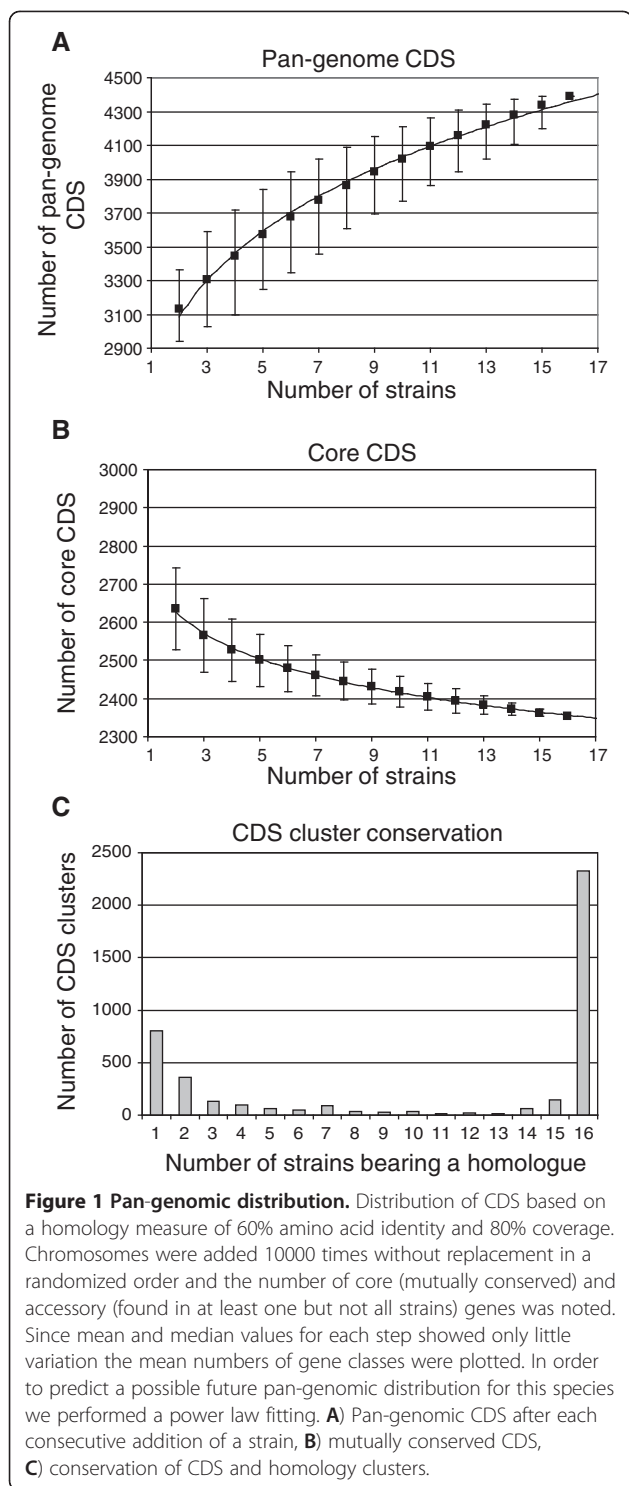 A
Pan-genome CDS
Number of pan-genome
CDS
4500
4300
4100
3900
3700
3500
3300
3100
2900
1 3 5 7 9 11 13 15 17
Number of strains
B
Core CDS
Number of core CDS
3000
2900
2800
2700
2600
2500
2400
2300
1 3 5 7 9 11 13 15 17
Number of strains
C
CDS cluster conservation
Number of CDS clusters
2500
2000
1500
1000
500
0
1 2 3 4 5 6 7 8 9 10 11 12 13 14 15 16
Number of strains bearing a homologue
Figure 1 Pan-genomic distribution. Distribution of CDS based on
a homology measure of 60% amino acid identity and 80% coverage.
Chromosomes were added 10000 times without replacement in a
randomized order and the number of core (mutually conserved) and
accessory (found in at least one but not all strains) genes was noted.
Since mean and median values for each step showed only little
variation the mean numbers of gene classes were plotted. In order
to predict a possible future pan-genomic distribution for this species
we performed a power law fitting. A) Pan-genomic CDS after each
consecutive addition of a strain, B) mutually conserved CDS,
C) conservation of CDS and homology clusters.